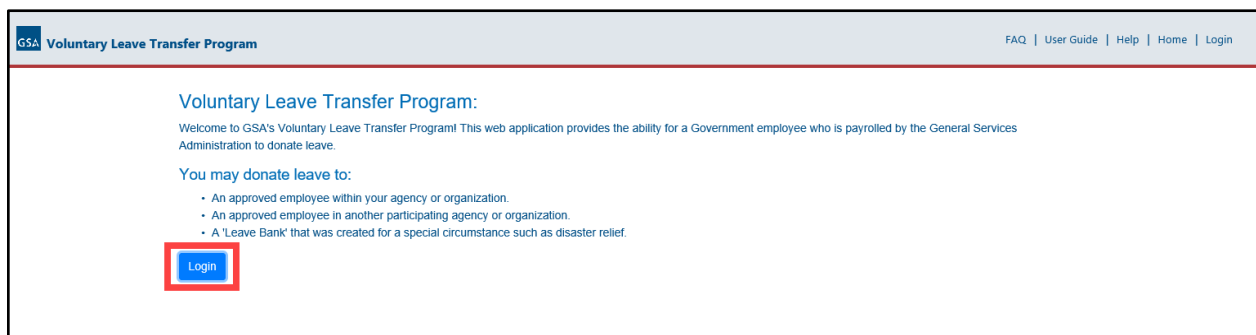 GSA Voluntary Leave Transfer Program
FAQ | User Guide | Help | Home | Login
Voluntary Leave Transfer Program:
Welcome to GSA's Voluntary Leave Transfer Program! This web application provides the ability for a Government employee who is payrolled by the General Services
Administration to donate leave.
You may donate leave to:
• An approved employee within your agency or organization.
• An approved employee in another participating agency or organization.
• A 'Leave Bank' that was created for a special circumstance such as disaster relief.
Login